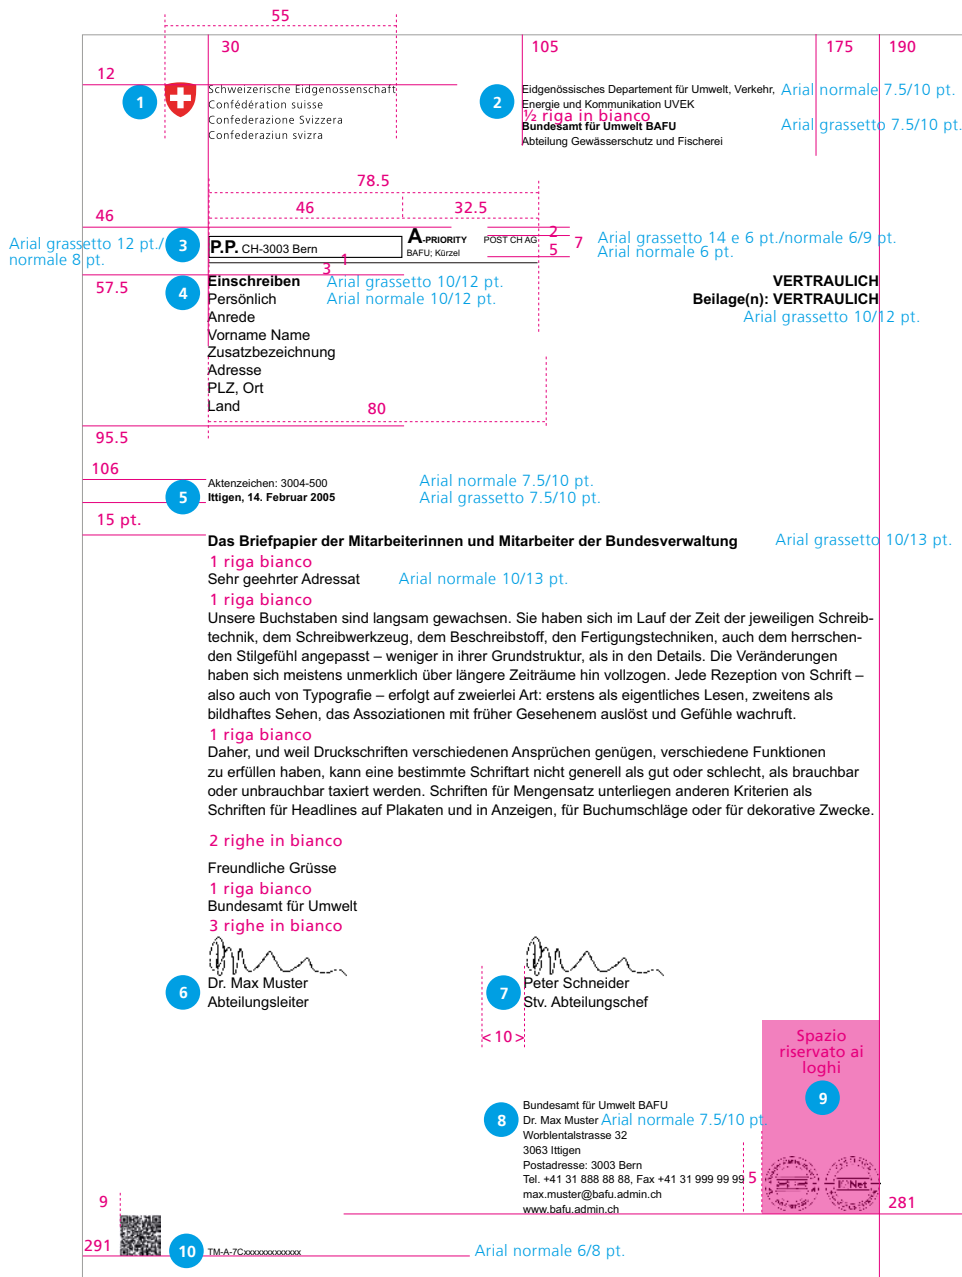 55
30
105
175
190
12
1
Schweizerische Eidgenossenschaft
Confédération suisse
Confederazione Svizzera
Confederaziun svizra
2
Eidgenössisches Departement für Umwelt, Verkehr,
Energie und Kommunikation UVEK
Arial normale 7.5/10 pt.
½ riga in bianco
Bundesamt für Umwelt BAFU
Arial grassetto 7.5/10 pt.
Abteilung Gewässerschutz und Fischerei
78.5
46
32.5
46
3
Arial grassetto 12 pt./
normale 8 pt.
P.P. CH-3003 Bern
A-PRIORITY
POST CH AG
BAFU; Kürzel
2
5
7
Arial grassetto 14 e 6 pt./normale 6/9 pt.
Arial normale 6 pt.
1
3
57.5
4
Einschreiben
Arial grassetto 10/12 pt.
VERTRAULICH
Persönlich
Arial normale 10/12 pt.
Beilage(n): VERTRAULICH
Anrede
Arial grassetto 10/12 pt.
Vorname Name
Zusatzbezeichnung
Adresse
PLZ, Ort
Land
80
95.5
106
5
Aktenzeichen: 3004-500
Arial normale 7.5/10 pt.
Ittigen, 14. Februar 2005
Arial grassetto 7.5/10 pt.
15 pt.
Das Briefpapier der Mitarbeiterinnen und Mitarbeiter der Bundesverwaltung
Arial grassetto 10/13 pt.
1 riga bianco
Sehr geehrter Adressat
Arial normale 10/13 pt.
1 riga bianco
Unsere Buchstaben sind langsam gewachsen. Sie haben sich im Lauf der Zeit der jeweiligen Schreib-
technik, dem Schreibwerkzeug, dem Beschreibstoff, den Fertigungstechniken, auch dem herrschen-
den Stilgefühl angepasst – weniger in ihrer Grundstruktur, als in den Details. Die Veränderungen
haben sich meistens unmerklich über längere Zeiträume hin vollzogen. Jede Rezeption von Schrift –
also auch von Typografie – erfolgt auf zweierlei Art: erstens als eigentliches Lesen, zweitens als
bildhaftes Sehen, das Assoziationen mit früher Gesehenem auslöst und Gefühle wachruft.
1 riga bianco
Daher, und weil Druckschriften verschiedenen Ansprüchen genügen, verschiedene Funktionen
zu erfüllen haben, kann eine bestimmte Schriftart nicht generell als gut oder schlecht, als brauchbar
oder unbrauchbar taxiert werden. Schriften für Mengensatz unterliegen anderen Kriterien als
Schriften für Headlines auf Plakaten und in Anzeigen, für Buchumschläge oder für dekorative Zwecke.
2 righe in bianco
Freundliche Grüsse
1 riga bianco
Bundesamt für Umwelt
3 righe in bianco
6
Dr. Max Muster
Abteilungsleiter
7
Peter Schneider
Stv. Abteilungschef
< 10 >
Spazio
riservato ai
loghi
9
8
Bundesamt für Umwelt BAFU
Dr. Max Muster
Arial normale 7.5/10 pt.
Worblentalstrasse 32
3063 Ittigen
Postadresse: 3003 Bern
Tel. +41 31 888 88 88, Fax +41 31 999 99 99
max.muster@bafu.admin.ch
www.bafu.admin.ch
5
Net
281
9
291
10
TM-A-7Cxxxxxxxxxxxxx
Arial normale 6/8 pt.